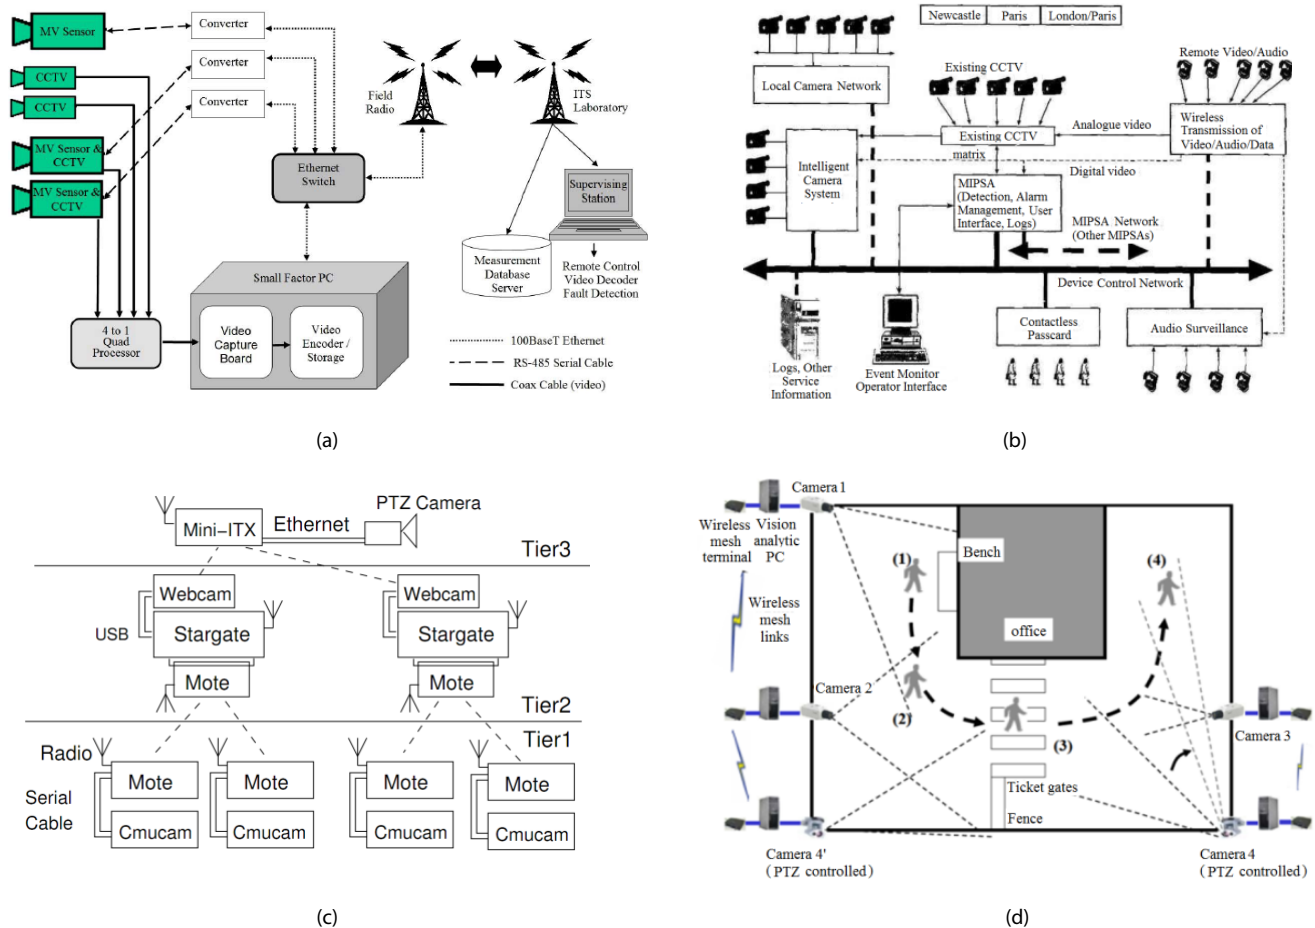 MV Sensor
CCTV
CCTV
MV Sensor &
CCTV
MV Sensor &
CCTV
Converter
Converter
Converter
Field
Radio
ITS
Laboratory
Ethernet
Switch
Supervising
Station
Measurement
Database
Server
Remote Control
Video Decoder
Fault Detection
Small Factor PC
4 to 1
Quad
Processor
Video
Capture
Board
Video
Encoder /
Storage
100BaseT Ethernet
RS-485 Serial Cable
Coax Cable (video)
(a)
Newcastle
Paris
London/Paris
Remote Video/Audio
Local Camera Network
Existing CCTV
Existing CCTV
matrix
Analogue video
Wireless
Transmission of
Video/Audio/Data
Digital video
Intelligent
Camera
System
MIPSA
(Detection, Alarm
Management, User
Interface, Logs)
MIPSA Network
(Other MIPSAs)
Device Control Network
Logs, Other
Service
Information
Event Monitor
Operator Interface
Contactless
Passcard
Audio Surveillance
(b)
PTZ Camera
Mini-ITX
Ethernet
Tier3
Webcam
Webcam
USB
Stargate
Stargate
Mote
Mote
Tier2
Tier1
Radio
Mote
Mote
Mote
Mote
Serial
Cable
Cmucam
Cmucam
Cmucam
Cmucam
(c)
Camera 1
Wireless
mesh
terminal
Vision
analytic
PC
Bench
(1)
(4)
Wireless
mesh
links
office
Camera 2
(2)
(3)
Camera 3
Ticket gates
Fence
Camera 4'
(PTZ controlled)
Camera 4
(PTZ controlled)
(d)